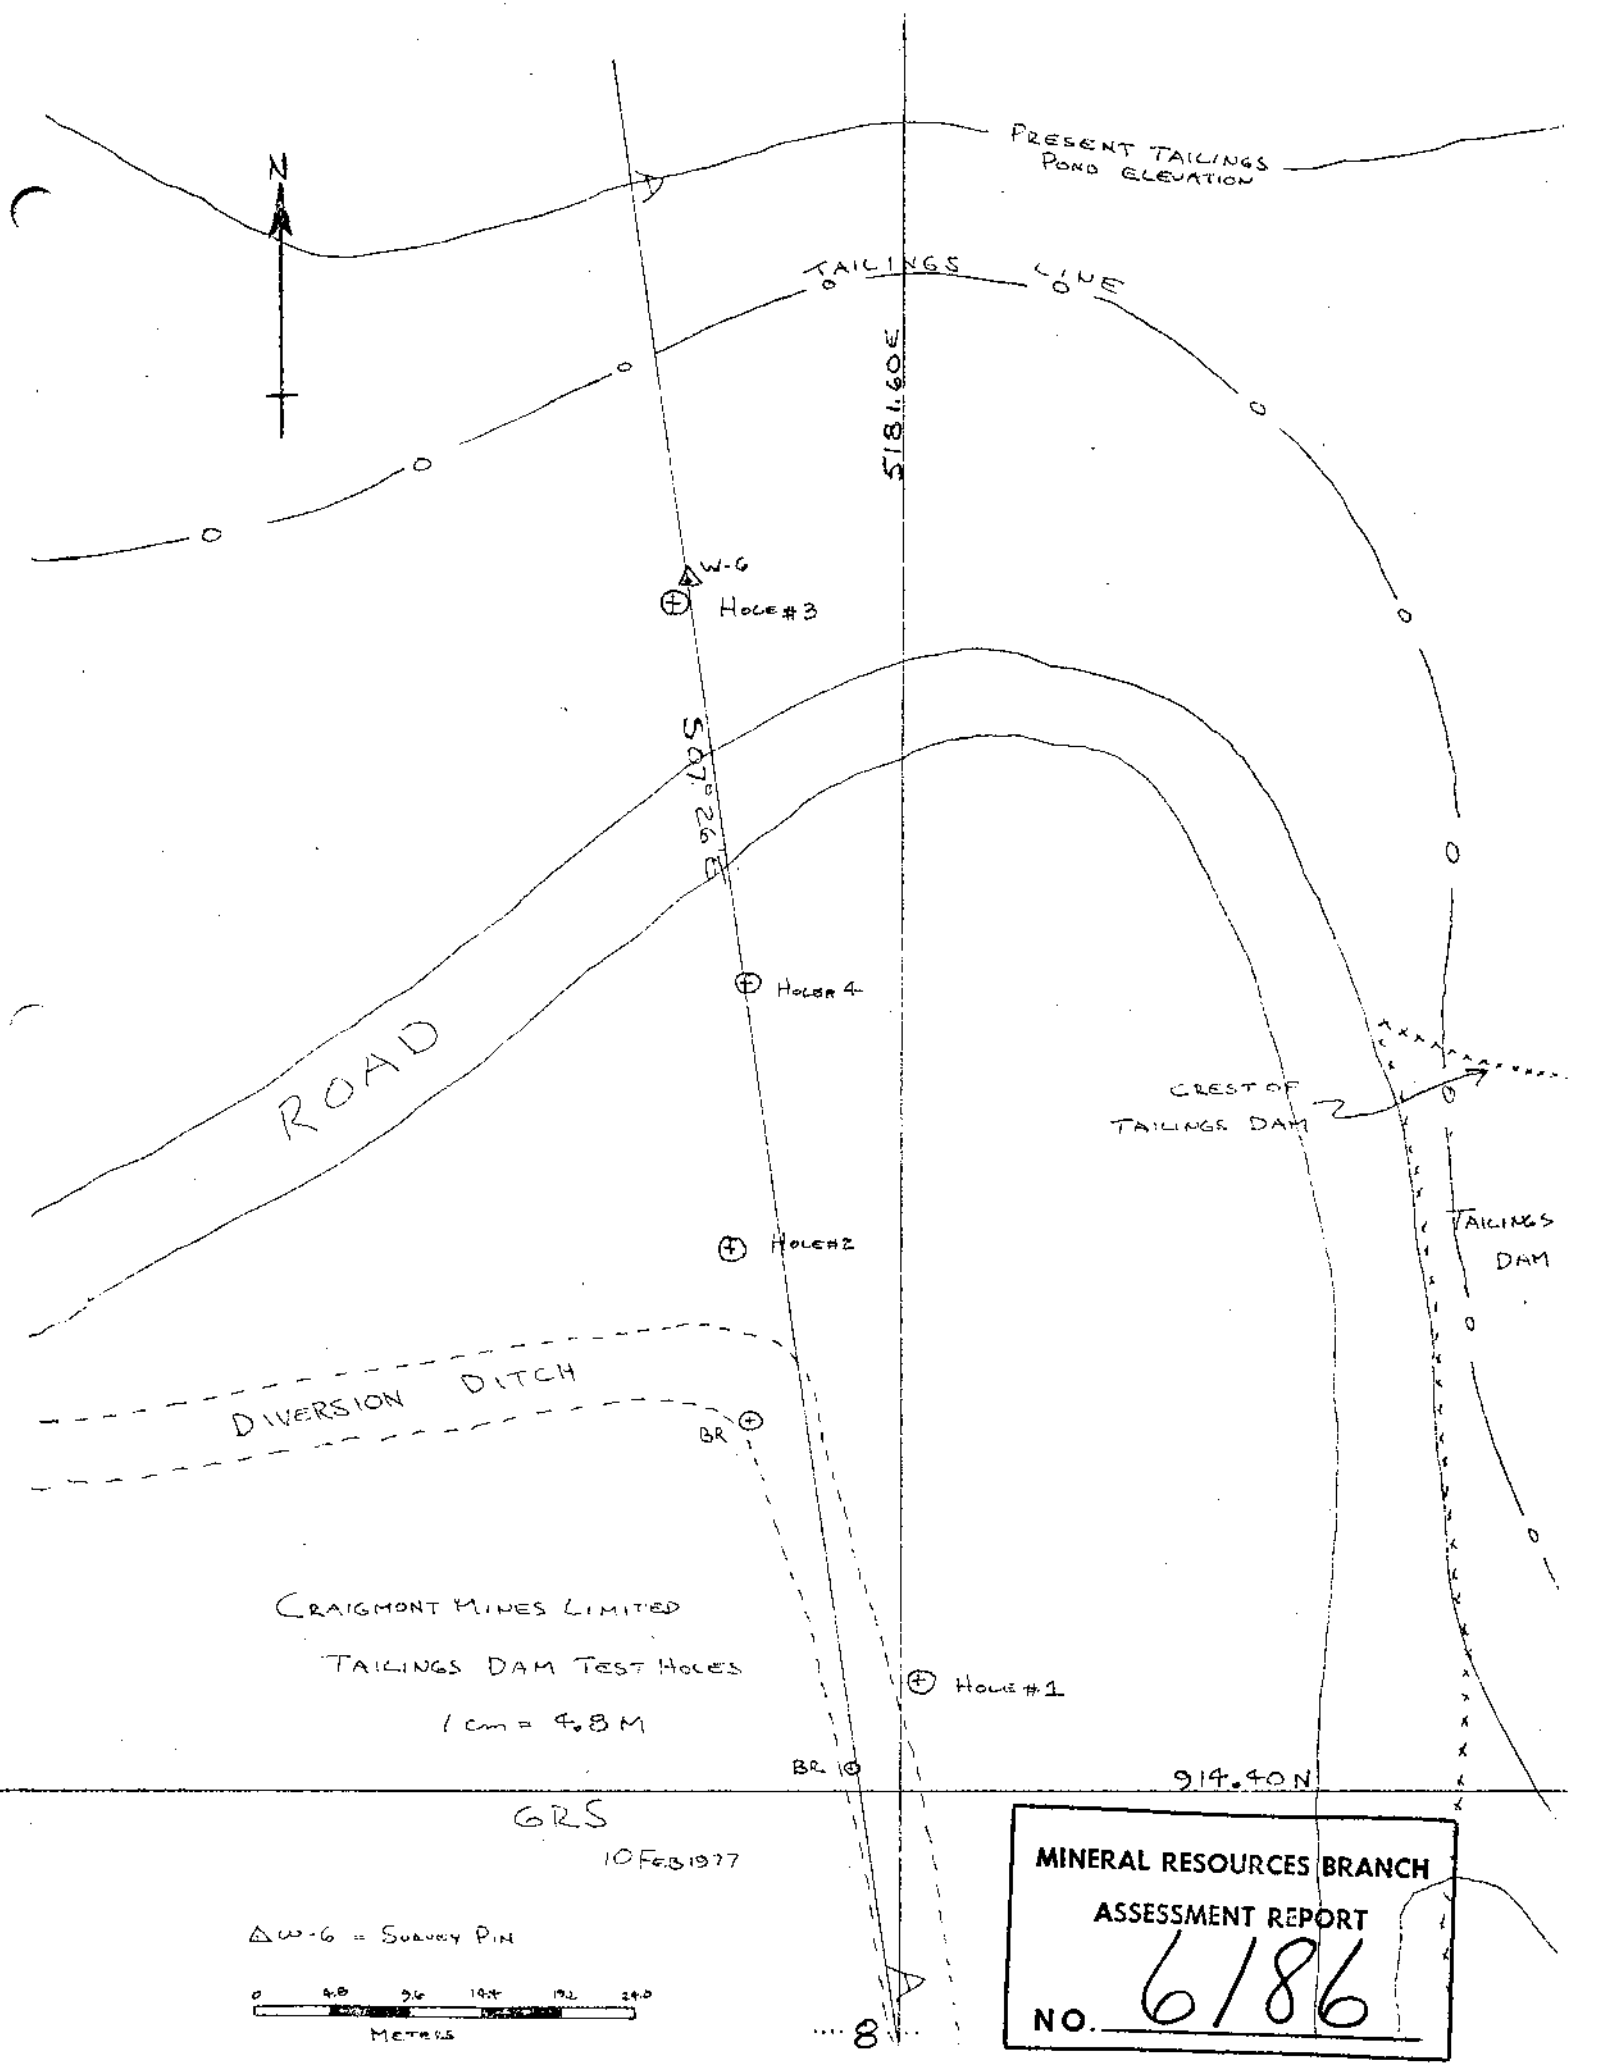 N
PRESENT TAILINGS
POND ELEVATION
TAILINGS LINE
5181.60E
W-6
HOLE #3
S07°26'E
HOLE# 4
ROAD
CREST OF
TAILINGS DAM
TAILINGS
DAM
HOLE #2
DIVERSION DITCH
BR
CRAIGMONT MINES LIMITED
TAILINGS DAM TEST HOLES
1 cm = 4.8 M
HOLE #1
BR.
914.40 N
GRS
10 FEB 1977
W-6 = SURVEY PIN
0 4.8 9.6 14.4 19.2 24.0
METERS
MINERAL RESOURCES BRANCH
ASSESSMENT REPORT
NO. 6186
.... 8 ....